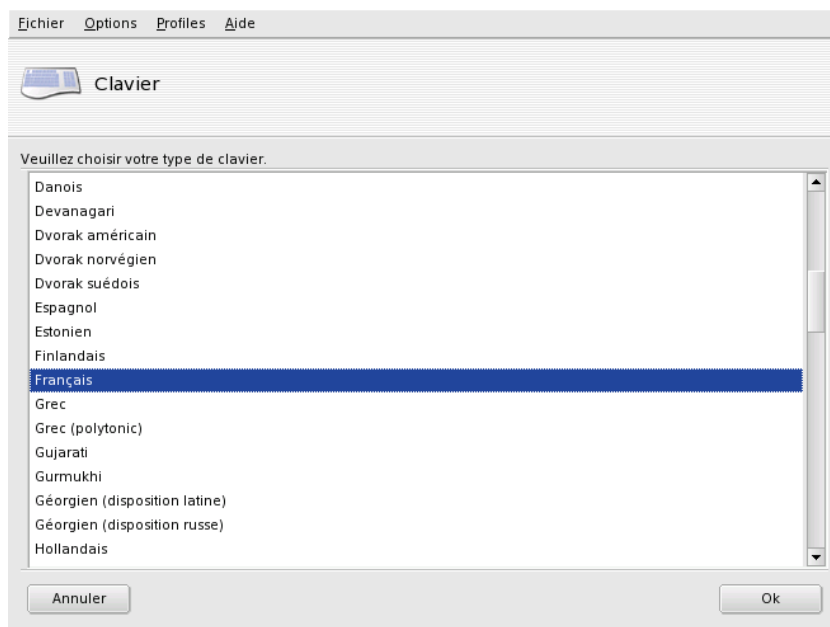 Fichier Options Profiles Aide
Clavier
Veuillez choisir votre type de clavier.
Danois
Devanagari
Dvorak américain
Dvorak norvégien
Dvorak suédois
Espagnol
Estonien
Finlandais
Français
Grec
Grec (polytonic)
Gujarati
Gurmukhi
Géorgien (disposition latine)
Géorgien (disposition russe)
Hollandais
Annuler Ok